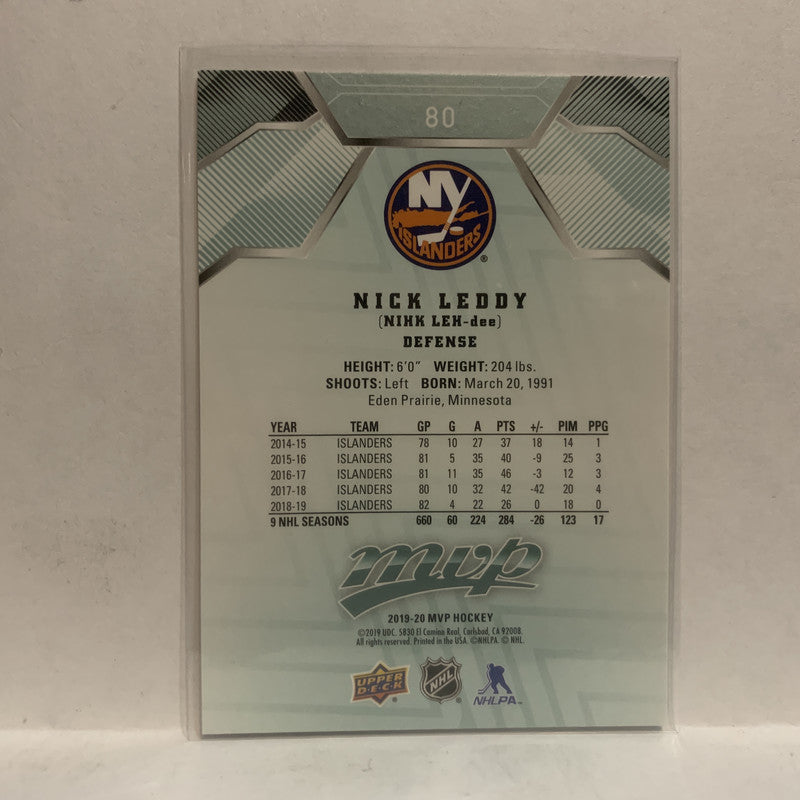 80
NY
ISLANDERS
®
NICK LEDDY
(NIHK LEH-dee)
DEFENSE
HEIGHT: 6'0" WEIGHT: 204 lbs.
SHOOTS: Left BORN: March 20, 1991
Eden Prairie, Minnesota
YEAR TEAM GP G A PTS +/- PIM PPG
2014-15 ISLANDERS 78 10 27 37 18 14 1
2015-16 ISLANDERS 81 5 35 40 -9 25 3
2016-17 ISLANDERS 81 11 35 46 -3 12 3
2017-18 ISLANDERS 80 10 32 42 -42 20 4
2018-19 ISLANDERS 82 4 22 26 0 18 0
9 NHL SEASONS 660 60 224 284 -26 123 17
mvp
2019-20 MVP HOCKEY
©2019 UDC. 5830 El Camino Real, Carlsbad, CA 92008.
All rights reserved. Printed in the USA. ©NHLPA. © NHL.
UPPER DECK NHL NHLPA